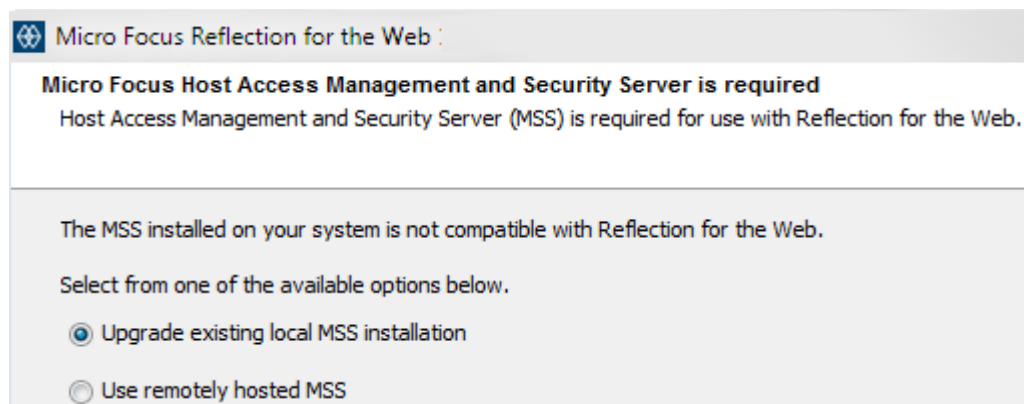 Micro Focus Reflection for the Web
Micro Focus Host Access Management and Security Server is required
Host Access Management and Security Server (MSS) is required for use with Reflection for the Web.
The MSS installed on your system is not compatible with Reflection for the Web.
Select from one of the available options below.
Upgrade existing local MSS installation
Use remotely hosted MSS